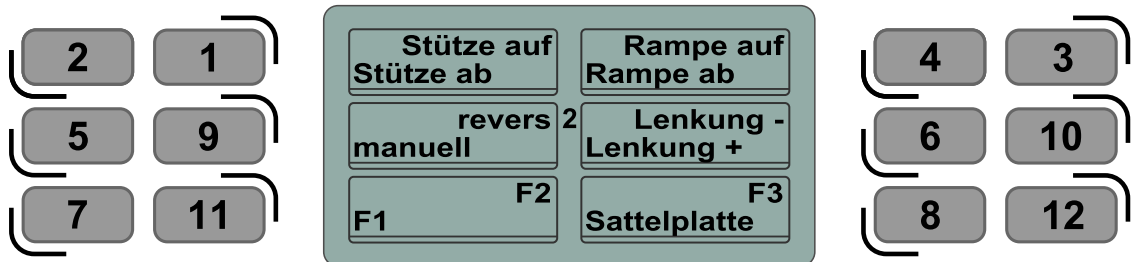 2 1 Stütze auf Rampe auf 4 3
Stütze ab Rampe ab
5 9 revers 2 Lenkung - 6 10
manuell Lenkung +
7 11 F2 F3 8 12
F1 Sattelplatte